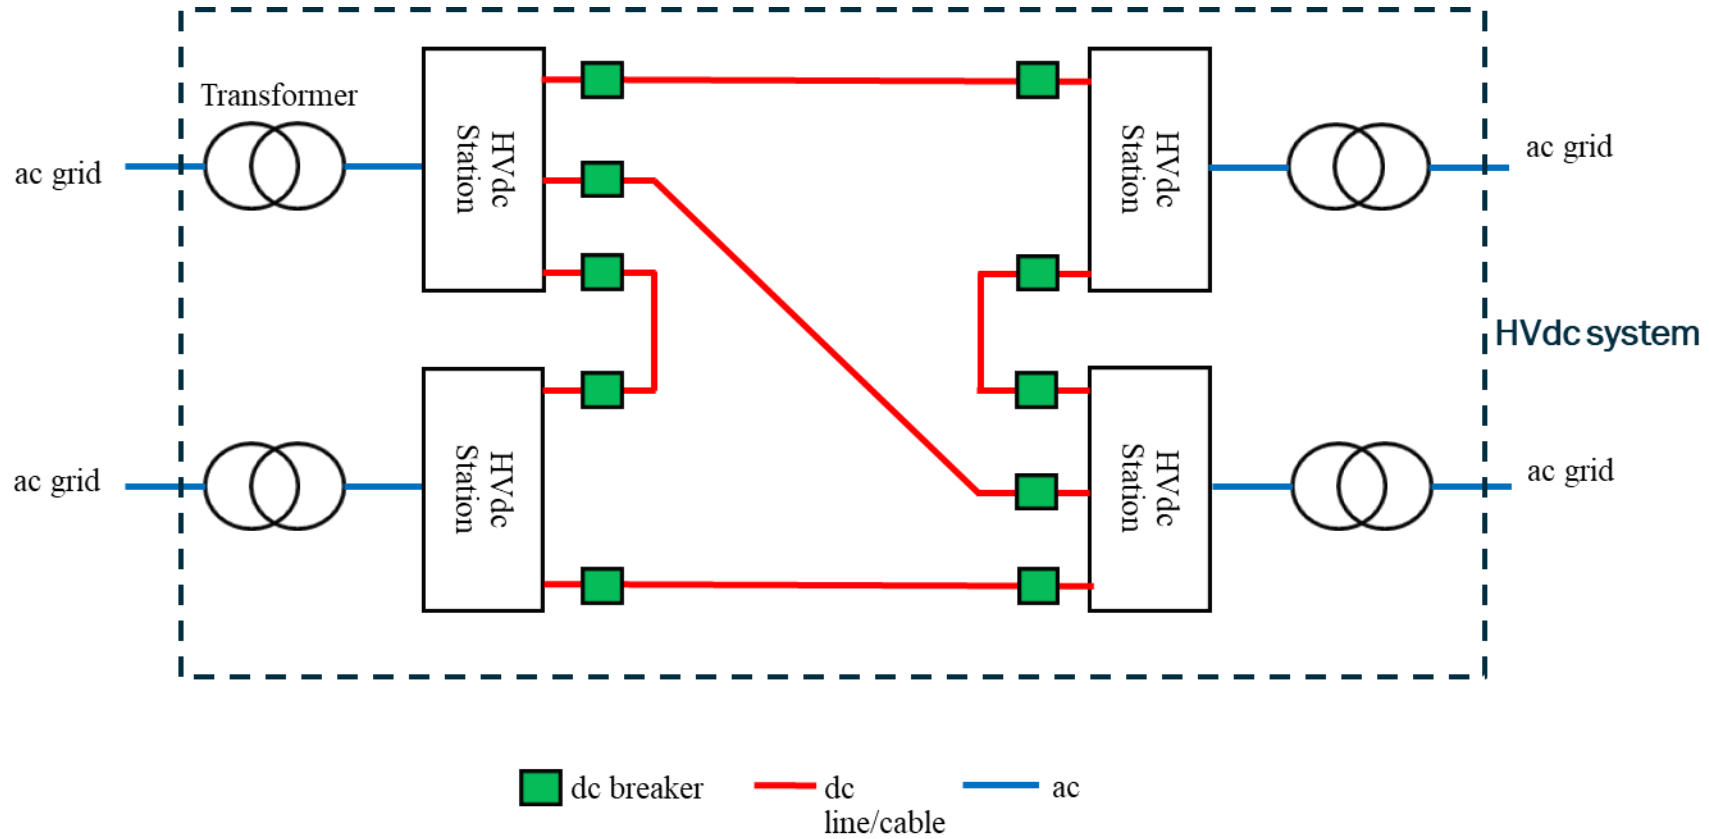 Transformer
ac grid
HVdc
Station
HVdc
Station
ac grid
HVdc system
ac grid
HVdc
Station
HVdc
Station
ac grid
dc breaker
dc
line/cable
ac